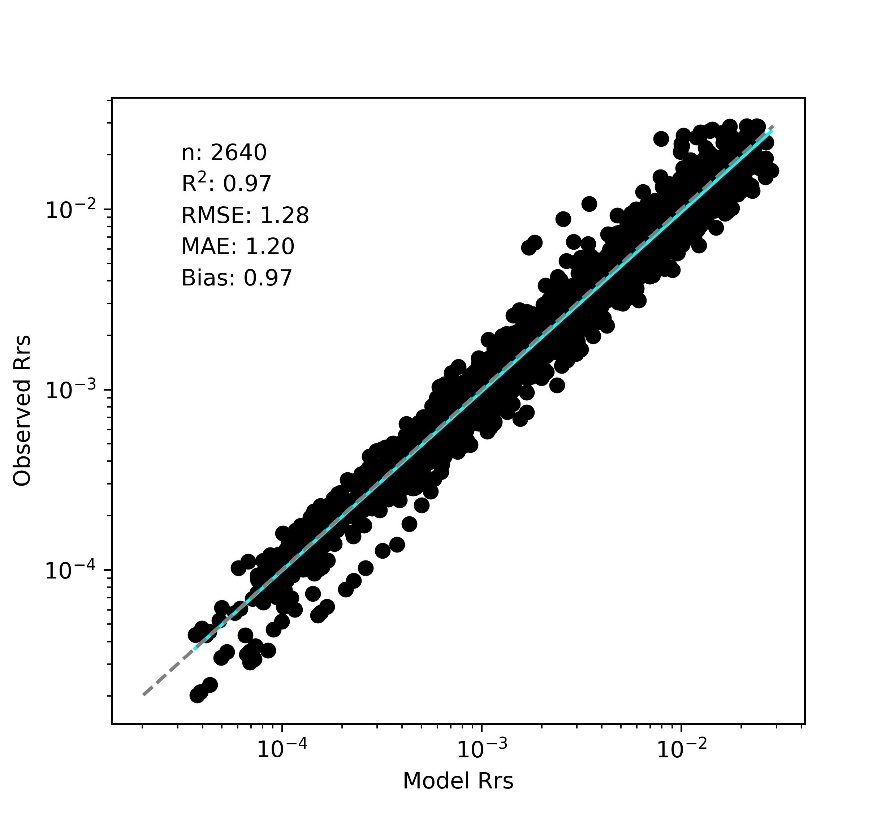 n: 2640
R²: 0.97
RMSE: 1.28
MAE: 1.20
Bias: 0.97
Observed Rrs
10⁻²
10⁻³
10⁻⁴
10⁻⁴ 10⁻³ 10⁻²
Model Rrs